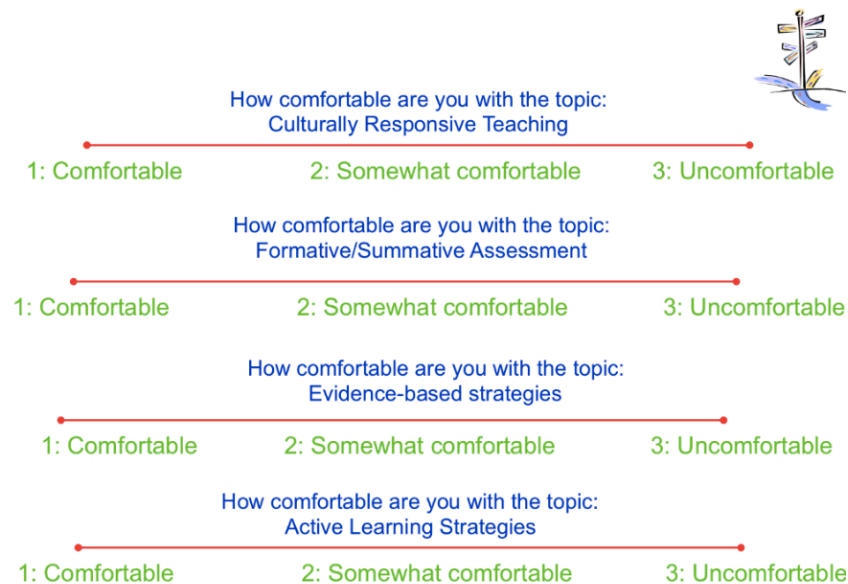 How comfortable are you with the topic:
Culturally Responsive Teaching
1: Comfortable 2: Somewhat comfortable 3: Uncomfortable
How comfortable are you with the topic:
Formative/Summative Assessment
1: Comfortable 2: Somewhat comfortable 3: Uncomfortable
How comfortable are you with the topic:
Evidence-based strategies
1: Comfortable 2: Somewhat comfortable 3: Uncomfortable
How comfortable are you with the topic:
Active Learning Strategies
1: Comfortable 2: Somewhat comfortable 3: Uncomfortable